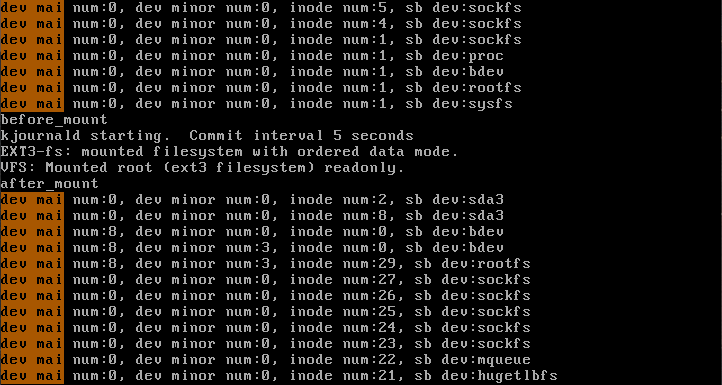 dev mai num:0, dev minor num:0, inode num:5, sb dev:sockfs
dev mai num:0, dev minor num:0, inode num:4, sb dev:sockfs
dev mai num:0, dev minor num:0, inode num:1, sb dev:sockfs
dev mai num:0, dev minor num:0, inode num:1, sb dev:proc
dev mai num:0, dev minor num:0, inode num:1, sb dev:bdev
dev mai num:0, dev minor num:0, inode num:1, sb dev:rootfs
dev mai num:0, dev minor num:0, inode num:1, sb dev:sysfs
before_mount
kjournald starting.  Commit interval 5 seconds
EXT3-fs: mounted filesystem with ordered data mode.
VFS: Mounted root (ext3 filesystem) readonly.
after_mount
dev mai num:0, dev minor num:0, inode num:2, sb dev:sda3
dev mai num:0, dev minor num:0, inode num:8, sb dev:sda3
dev mai num:8, dev minor num:0, inode num:0, sb dev:bdev
dev mai num:8, dev minor num:3, inode num:0, sb dev:bdev
dev mai num:8, dev minor num:3, inode num:29, sb dev:rootfs
dev mai num:0, dev minor num:0, inode num:27, sb dev:sockfs
dev mai num:0, dev minor num:0, inode num:26, sb dev:sockfs
dev mai num:0, dev minor num:0, inode num:25, sb dev:sockfs
dev mai num:0, dev minor num:0, inode num:24, sb dev:sockfs
dev mai num:0, dev minor num:0, inode num:23, sb dev:sockfs
dev mai num:0, dev minor num:0, inode num:22, sb dev:mqueue
dev mai num:0, dev minor num:0, inode num:21, sb dev:hugetlbfs